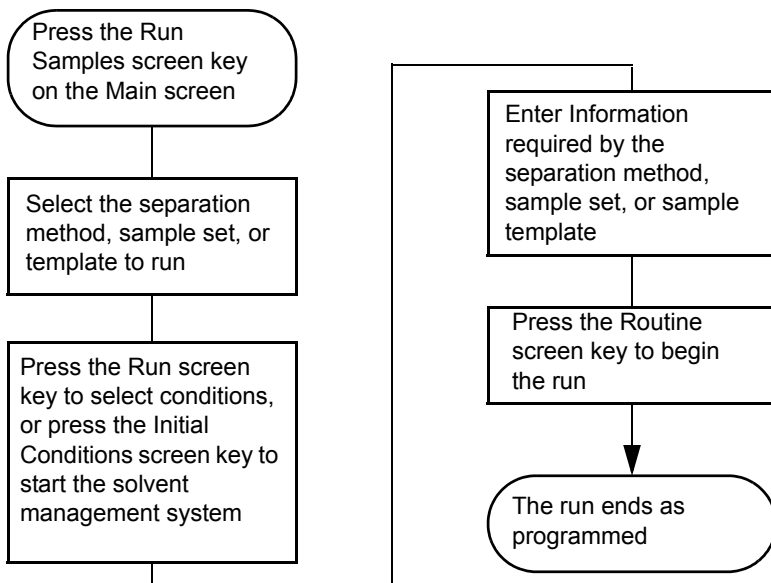 Press the Run
Samples screen key
on the Main screen
Select the separation
method, sample set, or
template to run
Press the Run screen
key to select conditions,
or press the Initial
Conditions screen key to
start the solvent
management system
Enter Information
required by the
separation method,
sample set, or sample
template
Press the Routine
screen key to begin
the run
The run ends as
programmed